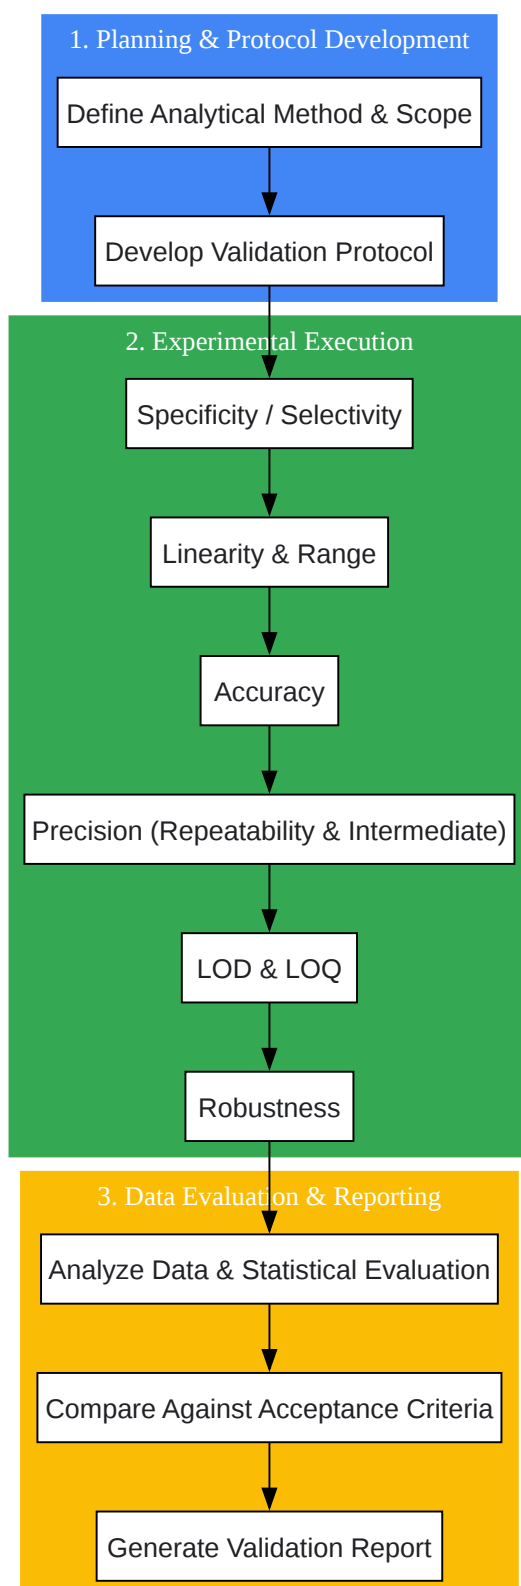 1. Planning & Protocol Development
Define Analytical Method & Scope
Develop Validation Protocol
2. Experimental Execution
Specificity / Selectivity
Linearity & Range
Accuracy
Precision (Repeatability & Intermediate)
LOD & LOQ
Robustness
3. Data Evaluation & Reporting
Analyze Data & Statistical Evaluation
Compare Against Acceptance Criteria
Generate Validation Report